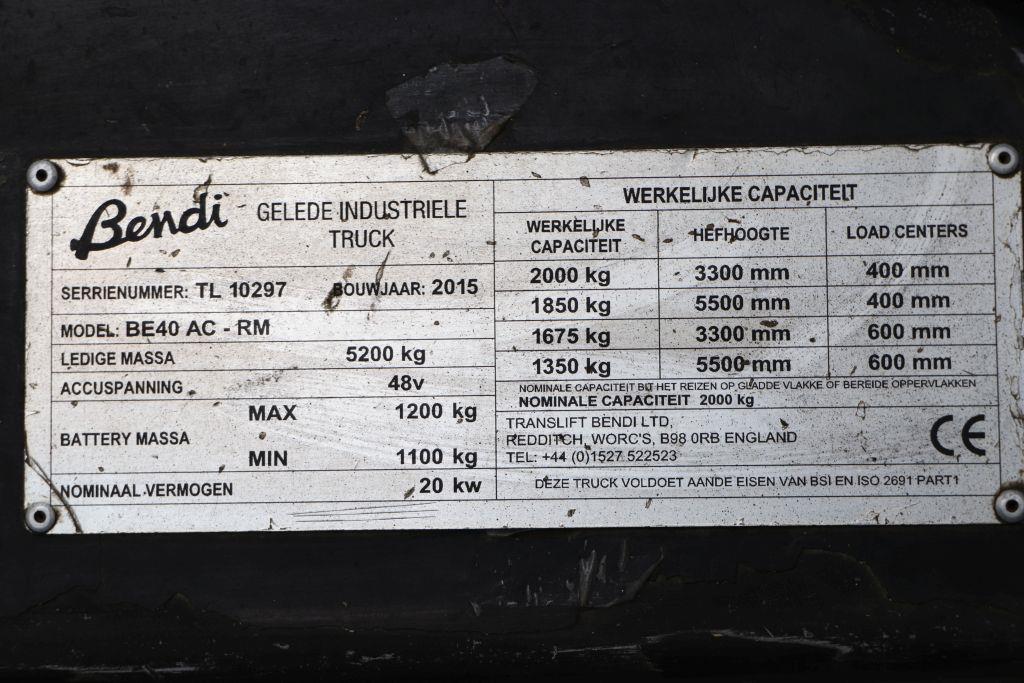 Bendi GELEDE INDUSTRIELE
TRUCK
SERRIENUMMER: TL 10297 BOUWJAAR: 2015
MODEL: BE40 AC - RM
LEDIGE MASSA 5200 kg
ACCUSPANNING 48v
BATTERY MASSA
MAX 1200 kg
MIN 1100 kg
NOMINAAL VERMOGEN 20 kw
WERKELIJKE CAPACITEIT
WERKELIJKE CAPACITEIT HEFHOOGTE LOAD CENTERS
2000 kg 3300 mm 400 mm
1850 kg 5500 mm 400 mm
1675 kg 3300 mm 600 mm
1350 kg 5500 mm 600 mm
NOMINALE CAPACITEIT BIT HET REIZEN OP GLADDE VLAKKE OF BEREIDE OPPERVLAKKEN
NOMINALE CAPACITEIT 2000 kg
TRANSLIFT BENDI LTD,
REDDITCH, WORC'S, B98 0RB ENGLAND
TEL: +44 (0)1527 522523
CE
DEZE TRUCK VOLDOET AANDE EISEN VAN BSI EN ISO 2691 PART1